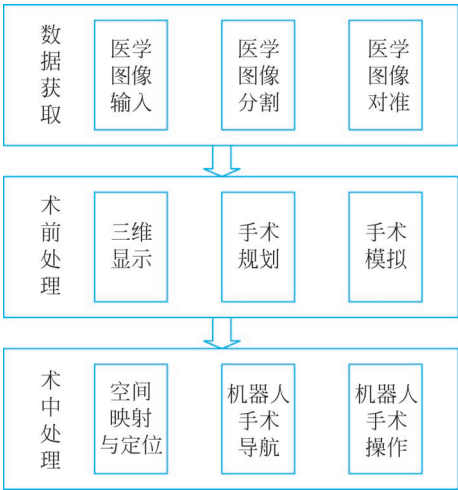 数据获取
医学
图像
输入
医学
图像
分割
医学
图像
对准
术前处理
三维
显示
手术
规划
手术
模拟
术中处理
空间
映射
与定位
机器人
手术
导航
机器人
手术
操作